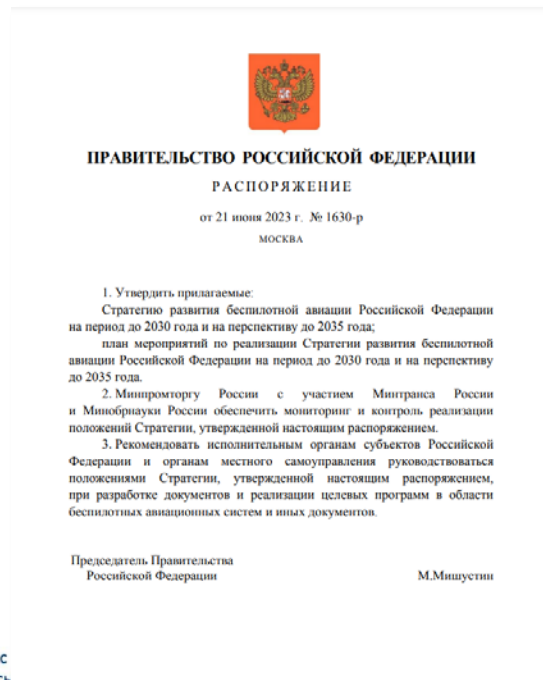 ПРАВИТЕЛЬСТВО РОССИЙСКОЙ ФЕДЕРАЦИИ
РАСПОРЯЖЕНИЕ
от 21 июня 2023 г. № 1630-р
МОСКВА
1. Утвердить прилагаемые:
Стратегию развития беспилотной авиации Российской Федерации
на период до 2030 года и на перспективу до 2035 года;
план мероприятий по реализации Стратегии развития беспилотной
авиации Российской Федерации на период до 2030 года и на перспективу
до 2035 года.
2. Минпромторгу России с участием Минтранса России
и Минобрнауки России обеспечить мониторинг и контроль реализации
положений Стратегии, утвержденной настоящим распоряжением.
3. Рекомендовать исполнительным органам субъектов Российской
Федерации и органам местного самоуправления руководствоваться
положениями Стратегии, утвержденной настоящим распоряжением,
при разработке документов и реализации целевых программ в области
беспилотных авиационных систем и иных документов.
Председатель Правительства
Российской Федерации М.Мишустин
с